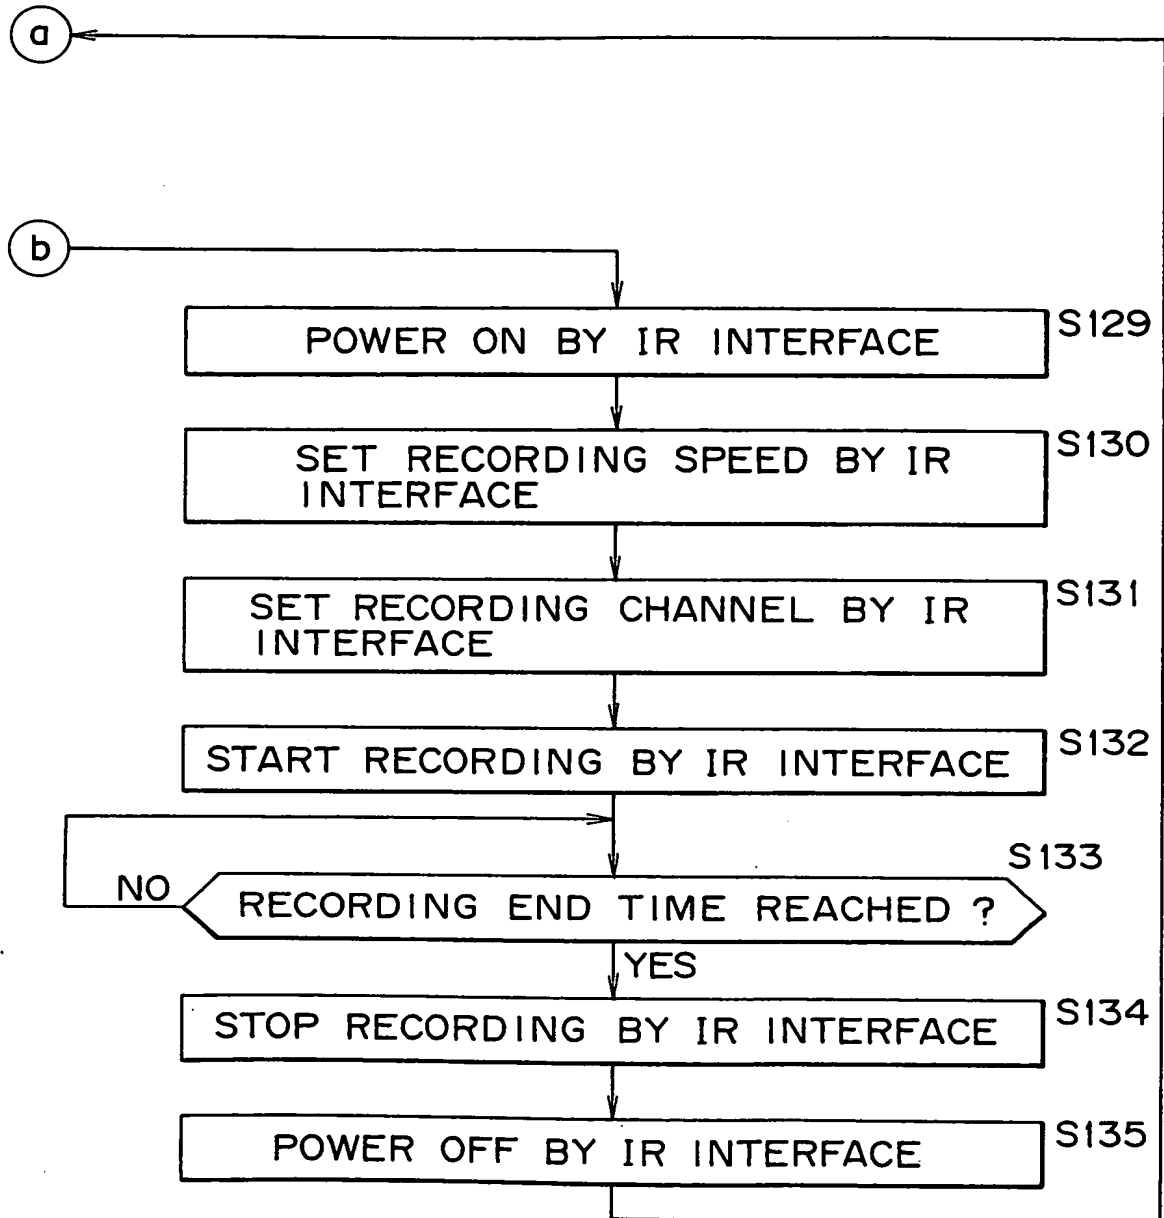 a
b
POWER ON BY IR INTERFACE
S129
SET RECORDING SPEED BY IR
INTERFACE
S130
SET RECORDING CHANNEL BY IR
INTERFACE
S131
START RECORDING BY IR INTERFACE
S132
S133
NO
RECORDING END TIME REACHED ?
YES
STOP RECORDING BY IR INTERFACE
S134
POWER OFF BY IR INTERFACE
S135